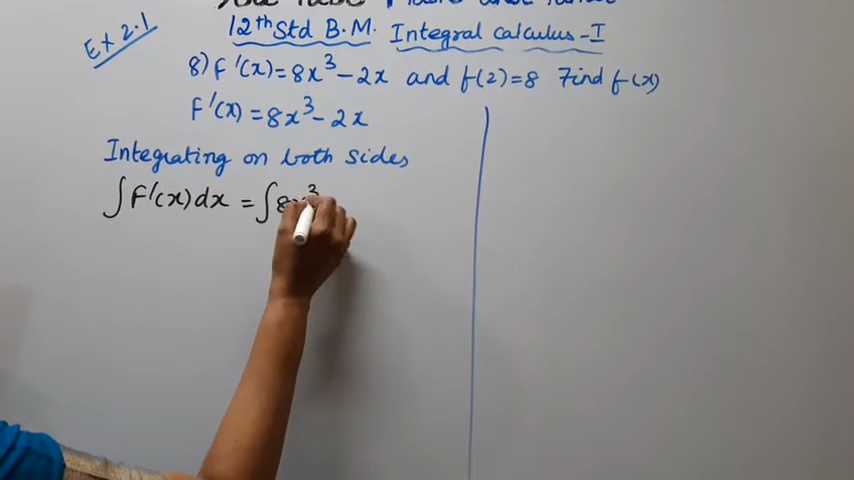 12th Std B.M. Integral calculus - I
Ex 2.1
8) f'(x) = 8x³ - 2x and f(2) = 8 Find f(x)
f'(x) = 8x³ - 2x
Integrating on both sides
∫f'(x) dx = ∫8x³